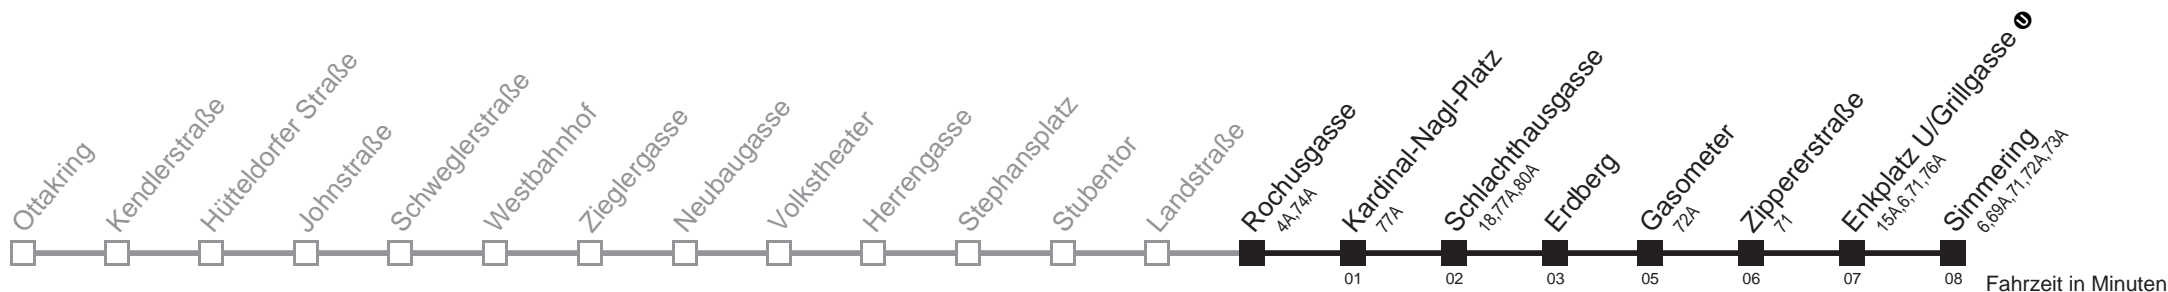 Ottakring
Kendlerstraße
Hütteldorfer Straße
Johnstraße
Schweglerstraße
Westbahnhof
Zieglergasse
Neubaugasse
Volkstheater
Herrengasse
Stephansplatz
Stubentor
Landstraße
Rochusgasse
4A,74A
Kardinal-Nagl-Platz
77A
Schlachthausgasse
18,77A,80A
Erdberg
Gasometer
72A
Zippererstraße
71
Enkplatz U/Grillgasse U
15A,6,71,76A
Simmering
6,69A,71,72A,73A
01 02 03 05 06 07 08 Fahrzeit in Minuten